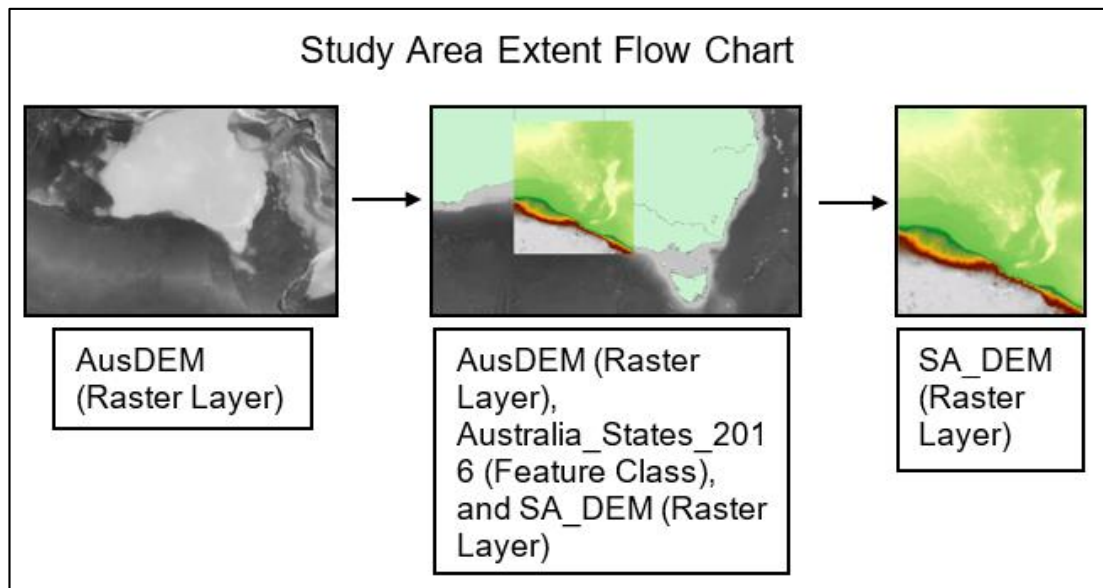 Study Area Extent Flow Chart
AusDEM
(Raster Layer)
AusDEM (Raster
Layer),
Australia_States_201
6 (Feature Class),
and SA_DEM (Raster
Layer)
SA_DEM
(Raster
Layer)